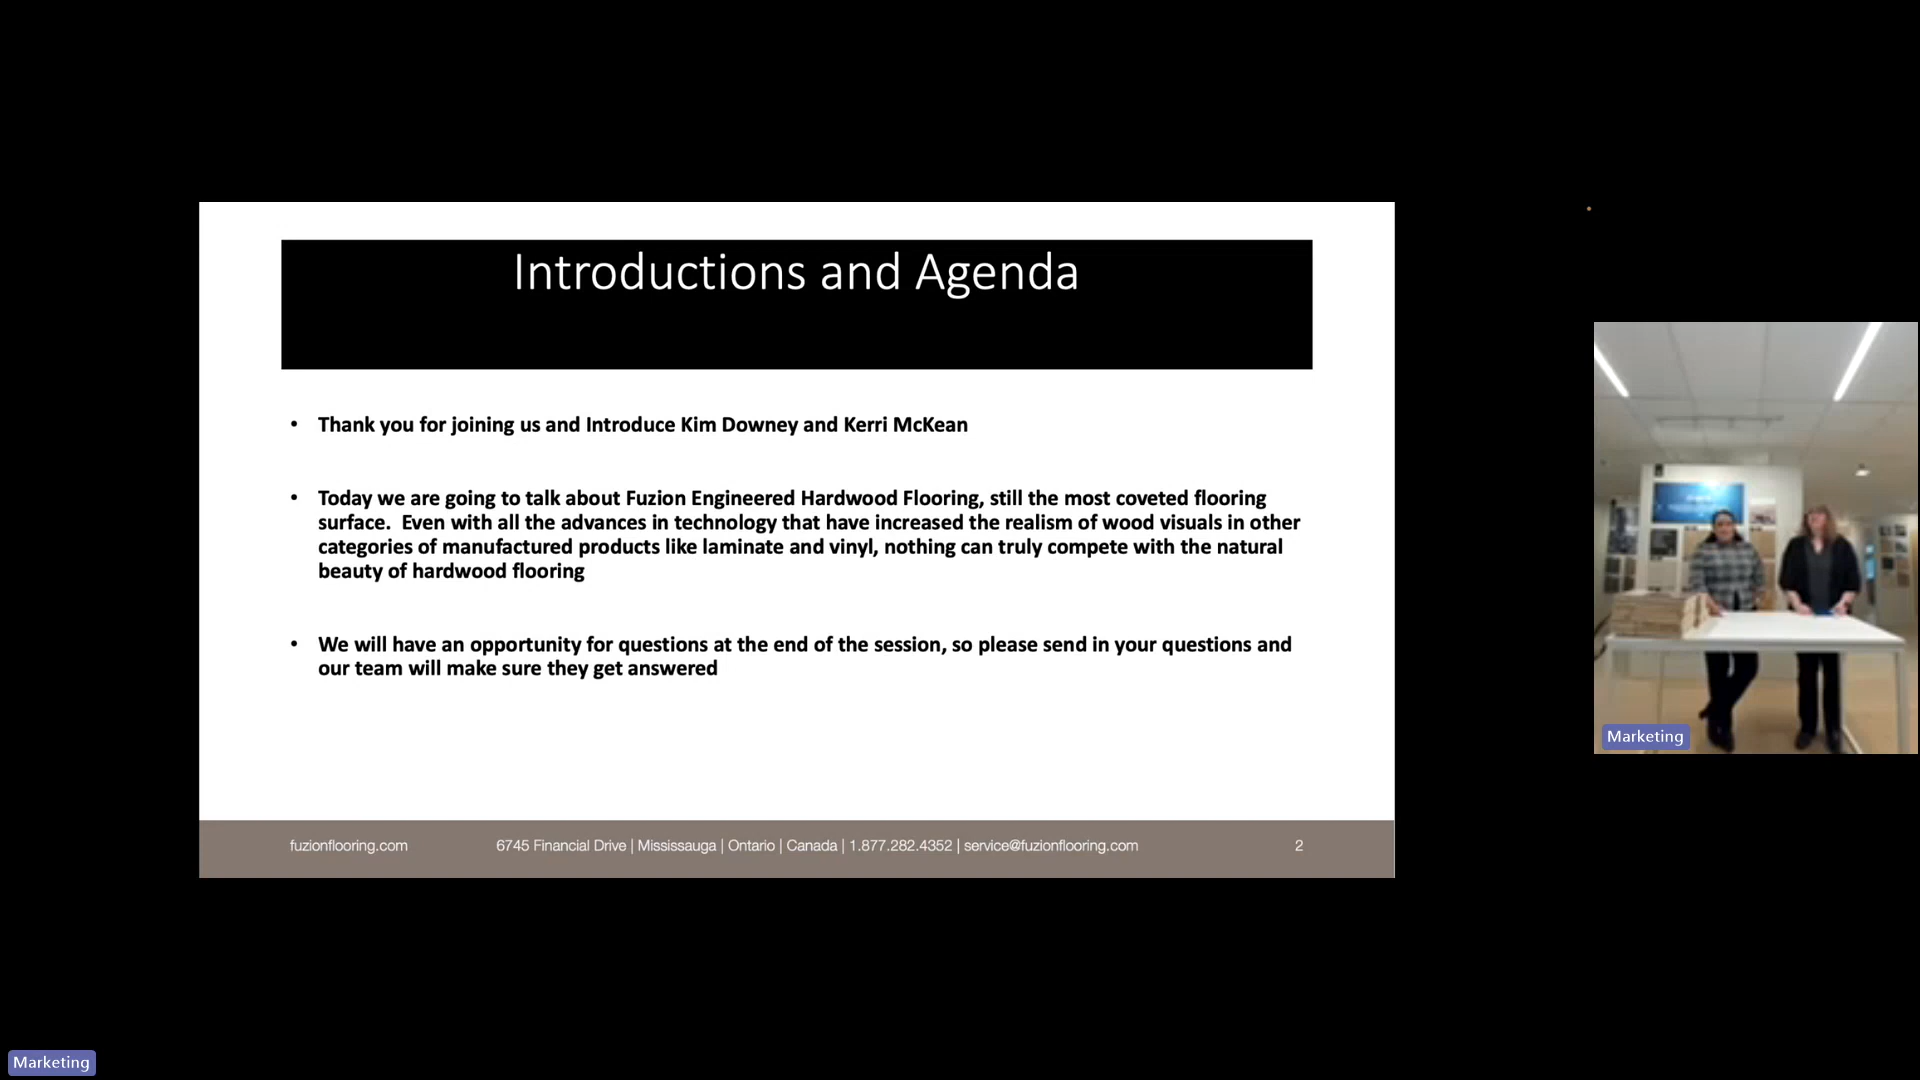 Introductions and Agenda
• Thank you for joining us and Introduce Kim Downey and Kerri McKean
• Today we are going to talk about Fuzion Engineered Hardwood Flooring, still the most coveted flooring
surface.  Even with all the advances in technology that have increased the realism of wood visuals in other
categories of manufactured products like laminate and vinyl, nothing can truly compete with the natural
beauty of hardwood flooring
• We will have an opportunity for questions at the end of the session, so please send in your questions and
our team will make sure they get answered
fuzionflooring.com 6745 Financial Drive | Mississauga | Ontario | Canada | 1.877.282.4352 | service@fuzionflooring.com 2
Marketing
Marketing